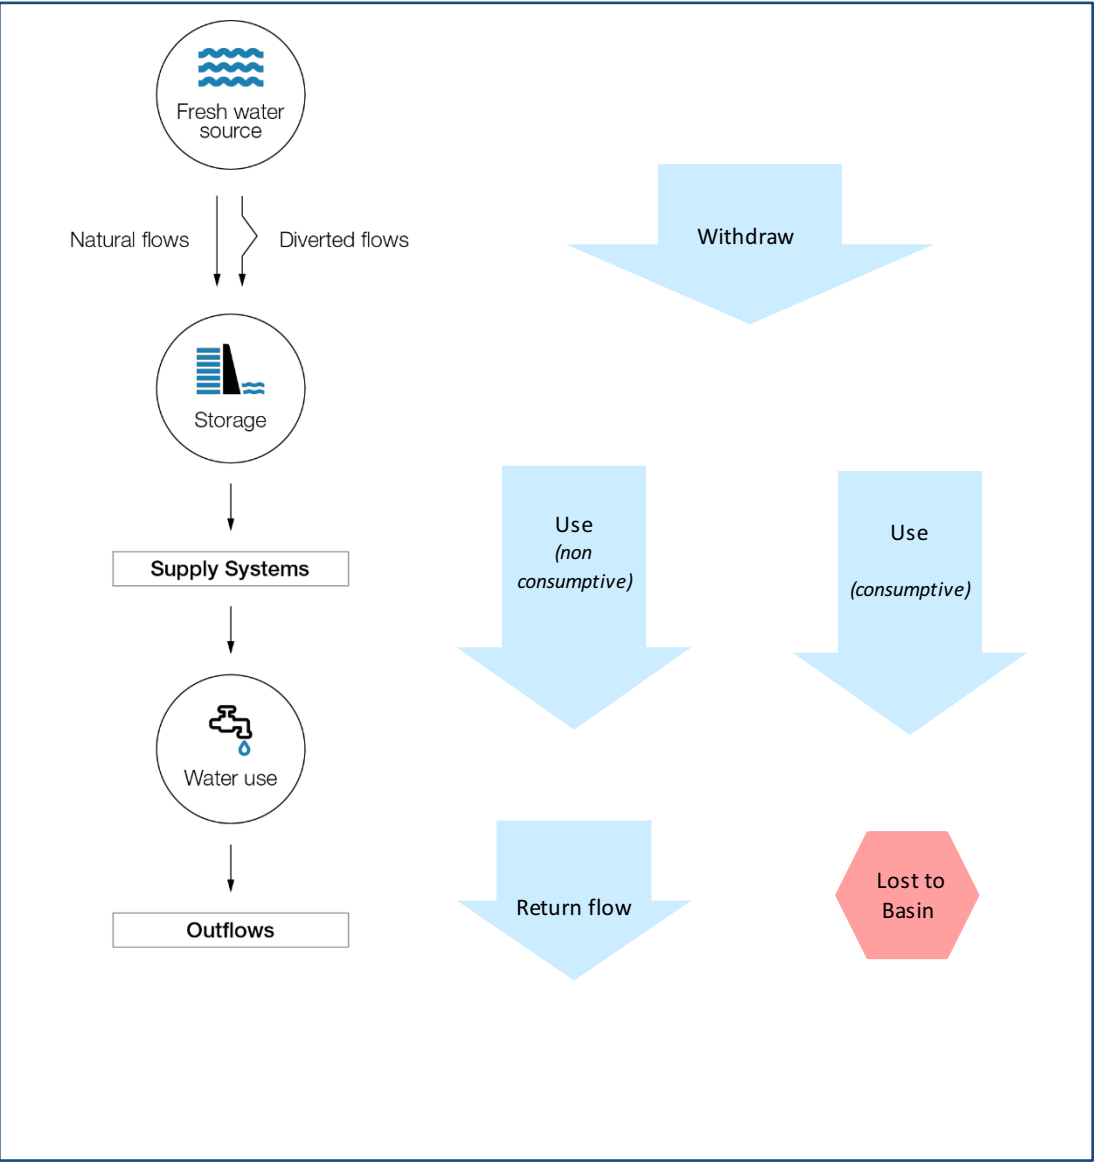 Fresh water
source
Natural flows
Diverted flows
Withdraw
Storage
Use
(non
consumptive)
Use
(consumptive)
Supply Systems
Water use
Return flow
Lost to
Basin
Outflows